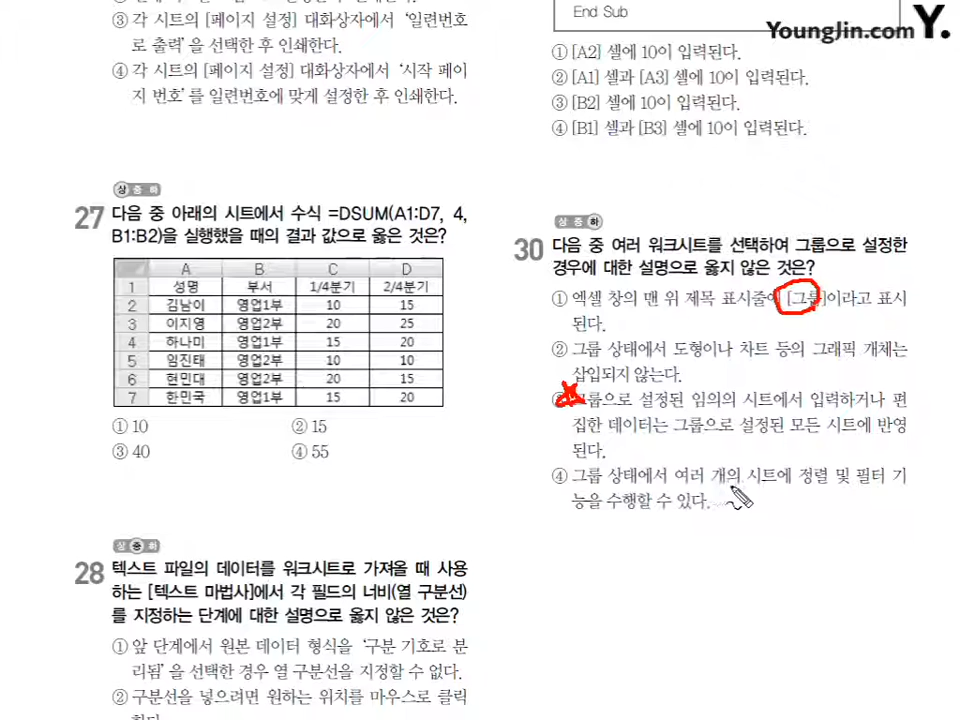 ③ 각 시트의 [페이지 설정] 대화상자에서 '일련번호
로 출력'을 선택한 후 인쇄한다.
④ 각 시트의 [페이지 설정] 대화상자에서 '시작 페이
지 번호'를 일련번호에 맞게 설정한 후 인쇄한다.
상 중 하
27 다음 중 아래의 시트에서 수식 =DSUM(A1:D7, 4,
B1:B2)을 실행했을 때의 결과 값으로 옳은 것은?
A B C D
1 성명 부서 1/4분기 2/4분기
2 김남이 영업1부 10 15
3 이지영 영업2부 20 25
4 하나미 영업1부 15 20
5 임진태 영업2부 10 10
6 현민대 영업2부 20 15
7 한민국 영업1부 15 20
① 10 ② 15
③ 40 ④ 55
상 중 하
28 텍스트 파일의 데이터를 워크시트로 가져올 때 사용
하는 [텍스트 마법사]에서 각 필드의 너비(열 구분선)
를 지정하는 단계에 대한 설명으로 옳지 않은 것은?
① 앞 단계에서 원본 데이터 형식을 '구분 기호로 분
리됨'을 선택한 경우 열 구분선을 지정할 수 없다.
② 구분선을 넣으려면 원하는 위치를 마우스로 클릭
End Sub
YoungJin.com Y.
① [A2] 셀에 10이 입력된다.
② [A1] 셀과 [A3] 셀에 10이 입력된다.
③ [B2] 셀에 10이 입력된다.
④ [B1] 셀과 [B3] 셀에 10이 입력된다.
상 중 하
30 다음 중 여러 워크시트를 선택하여 그룹으로 설정한
경우에 대한 설명으로 옳지 않은 것은?
① 엑셀 창의 맨 위 제목 표시줄에 [그룹]이라고 표시
된다.
② 그룹 상태에서 도형이나 차트 등의 그래픽 개체는
삽입되지 않는다.
③ 그룹으로 설정된 임의의 시트에서 입력하거나 편
집한 데이터는 그룹으로 설정된 모든 시트에 반영
된다.
④ 그룹 상태에서 여러 개의 시트에 정렬 및 필터 기
능을 수행할 수 있다.